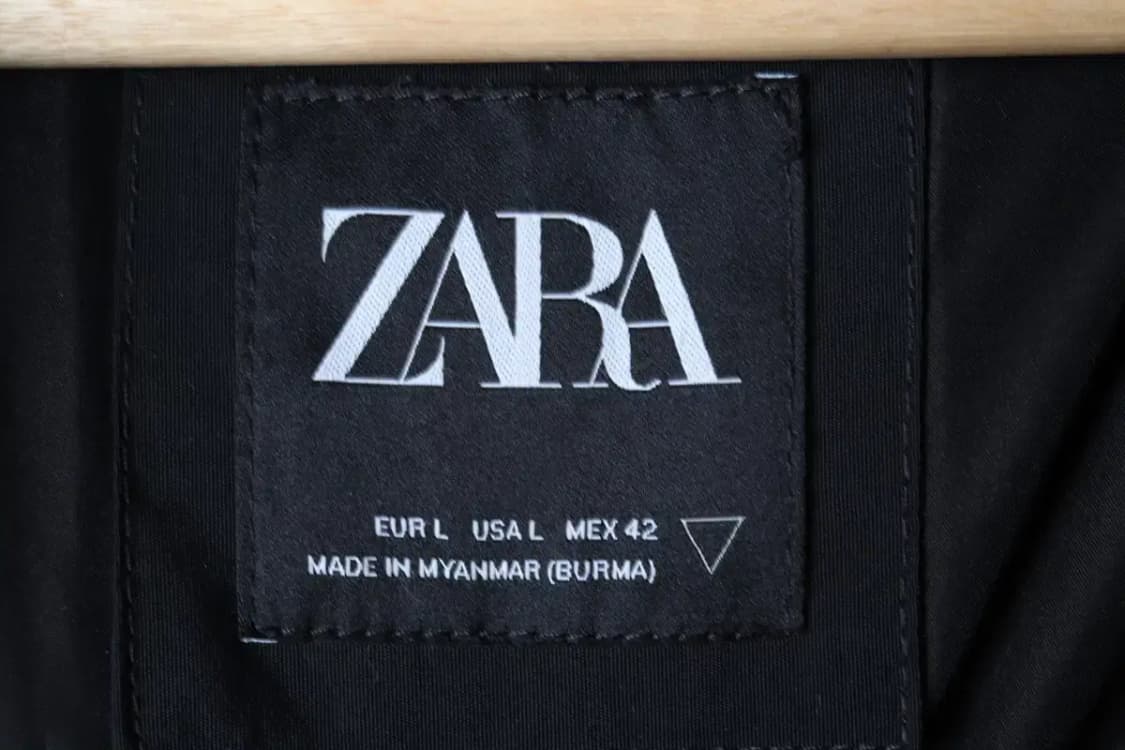 ZARA
EUR L USA L MEX 42
MADE IN MYANMAR (BURMA)